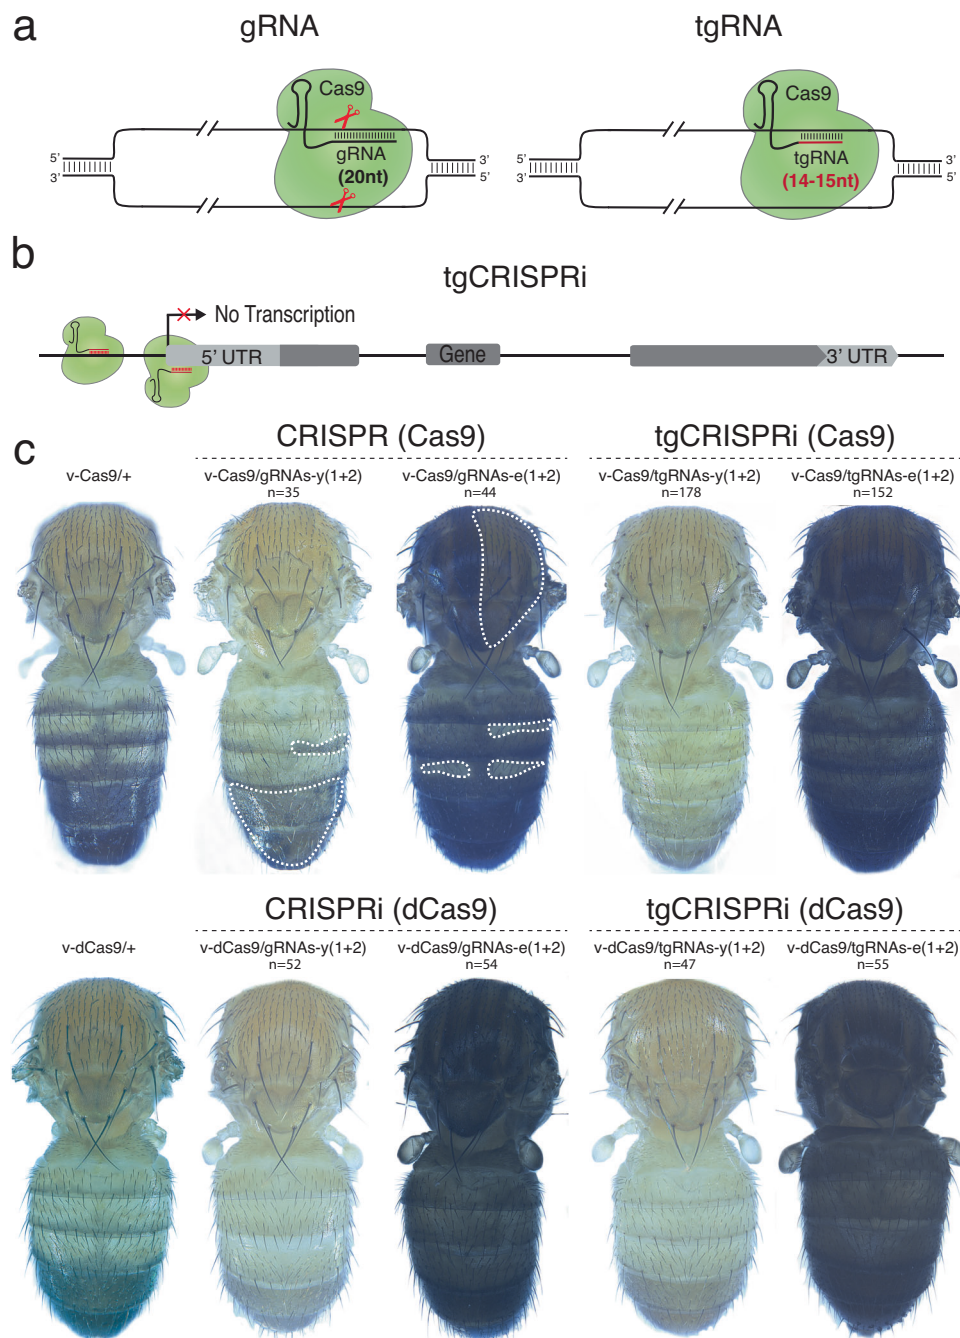 a
gRNA
tgRNA
Cas9
gRNA
(20nt)
5'
3'
3'
5'
Cas9
tgRNA
(14-15nt)
5'
3'
3'
5'
b
tgCRISPRi
No Transcription
5' UTR
Gene
3' UTR
c
CRISPR (Cas9)
tgCRISPRi (Cas9)
v-Cas9/+
v-Cas9/gRNAs-y(1+2)
n=35
v-Cas9/gRNAs-e(1+2)
n=44
v-Cas9/tgRNAs-y(1+2)
n=178
v-Cas9/tgRNAs-e(1+2)
n=152
CRISPRi (dCas9)
tgCRISPRi (dCas9)
v-dCas9/+
v-dCas9/gRNAs-y(1+2)
n=52
v-dCas9/gRNAs-e(1+2)
n=54
v-dCas9/tgRNAs-y(1+2)
n=47
v-dCas9/tgRNAs-e(1+2)
n=55